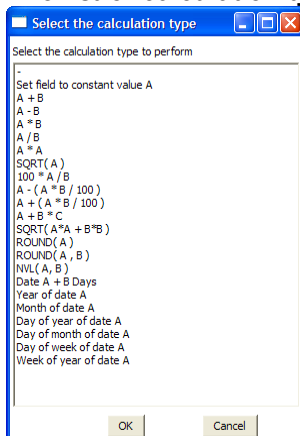 Select the calculation type
Select the calculation type to perform
-
Set field to constant value A
A + B
A - B
A * B
A / B
A * A
SQRT( A )
100 * A / B
A - ( A * B / 100 )
A + ( A * B / 100 )
A + B * C
SQRT( A*A + B*B )
ROUND( A )
ROUND( A , B )
NVL( A, B )
Date A + B Days
Year of date A
Month of date A
Day of year of date A
Day of month of date A
Day of week of date A
Week of year of date A
OK Cancel